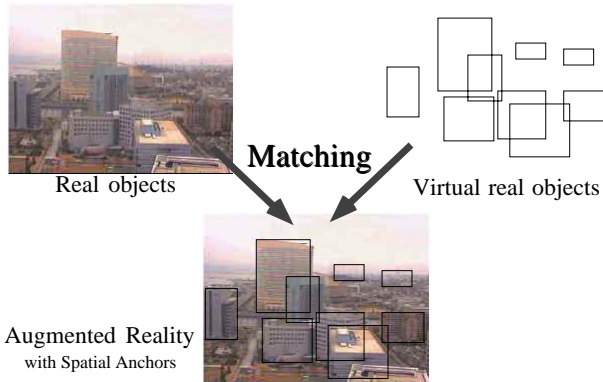 Matching
Real objects
Virtual real objects
Augmented Reality
with Spatial Anchors